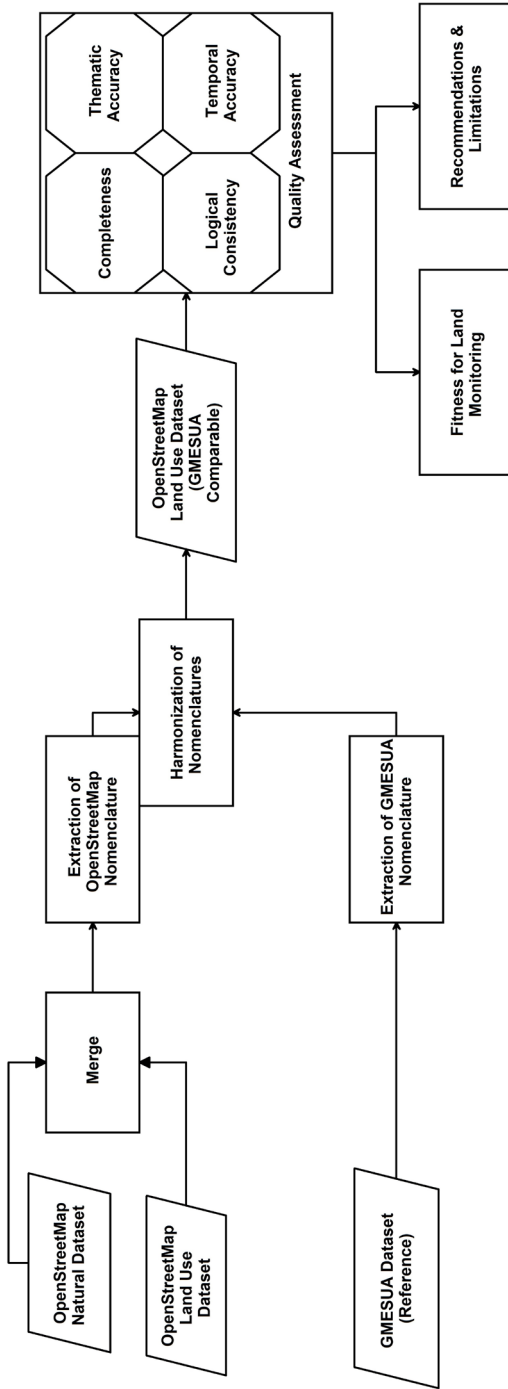 OpenStreetMap
Natural Dataset
OpenStreetMap
Land Use
Dataset
GMESUA Dataset
(Reference)
Merge
Extraction of
OpenStreetMap
Nomenclature
Extraction of GMESUA
Nomenclature
Harmonization of
Nomenclatures
OpenStreetMap
Land Use Dataset
(GMESUA
Comparable)
Completeness
Thematic
Accuracy
Logical
Consistency
Temporal
Accuracy
Quality Assessment
Fitness for Land
Monitoring
Recommendations &
Limitations